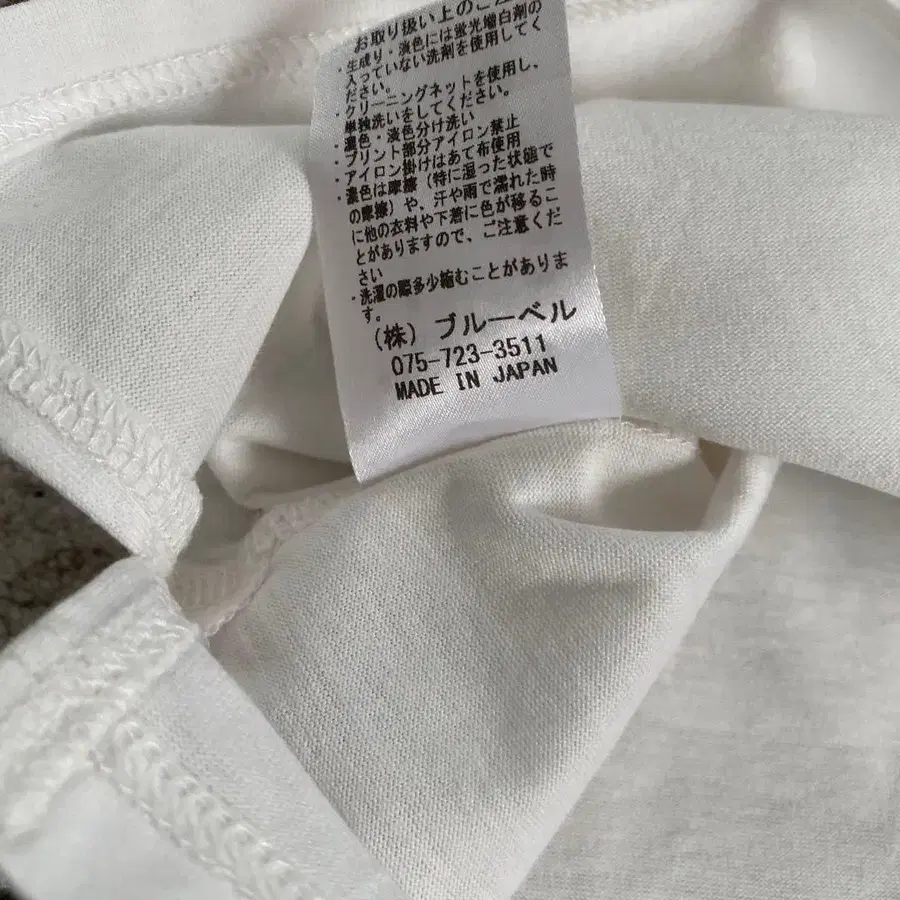 お取り扱い上のご注
・生成り・淡色には蛍光増白剤の
入っていない洗剤を使用してく
ださい。
・クリーニングネットを使用し、
単独洗いをしてください。
・濃色・淡色分け洗い
・プリント部分アイロン禁止
・アイロン掛けはあて布使用
・濃色は摩擦（特に湿った状態で
の摩擦）や、汗や雨で濡れた時
に他の衣料や下着に色が移るこ
とがありますので、ご注意くだ
さい
・洗濯の際多少縮むことがありま
す。
（株）ブルーベル
075-723-3511
MADE IN JAPAN